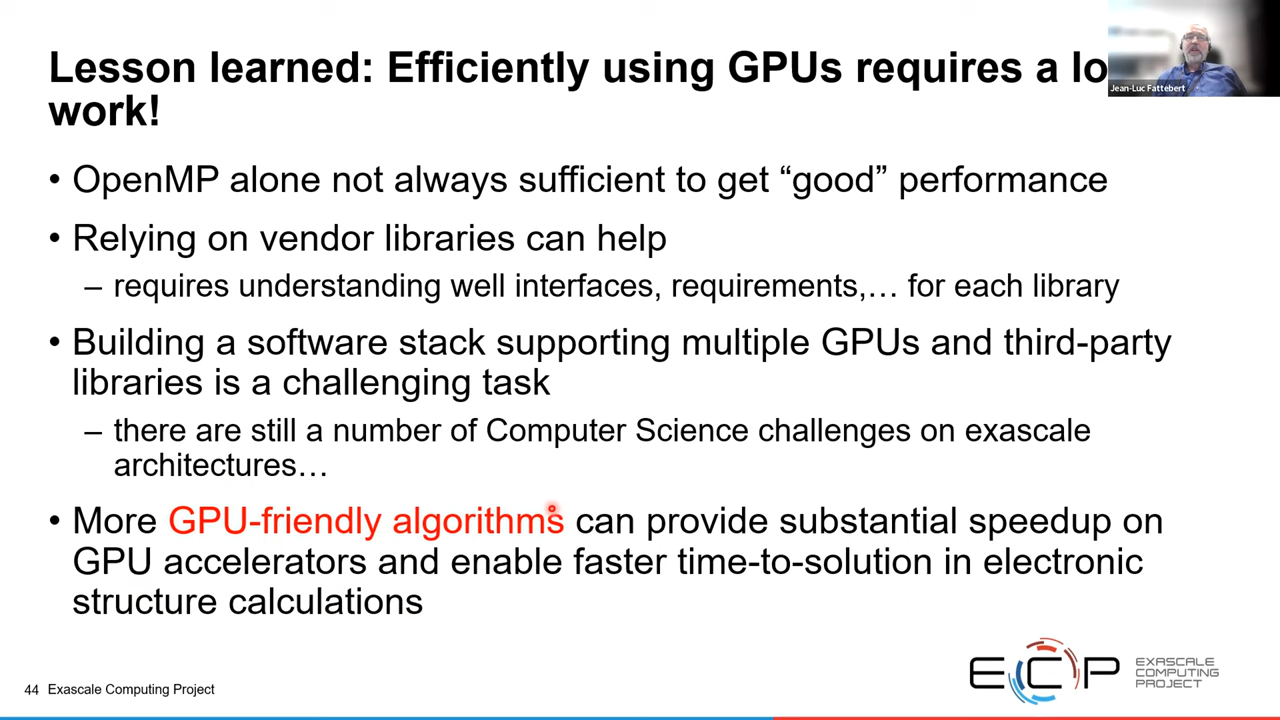 Lesson learned: Efficiently using GPUs requires a lo
work!
Jean-Luc Fattebert
• OpenMP alone not always sufficient to get “good” performance
• Relying on vendor libraries can help
– requires understanding well interfaces, requirements,… for each library
• Building a software stack supporting multiple GPUs and third-party
libraries is a challenging task
– there are still a number of Computer Science challenges on exascale
architectures…
• More GPU-friendly algorithms can provide substantial speedup on
GPU accelerators and enable faster time-to-solution in electronic
structure calculations
44 Exascale Computing Project
ECP
EXASCALE
COMPUTING
PROJECT